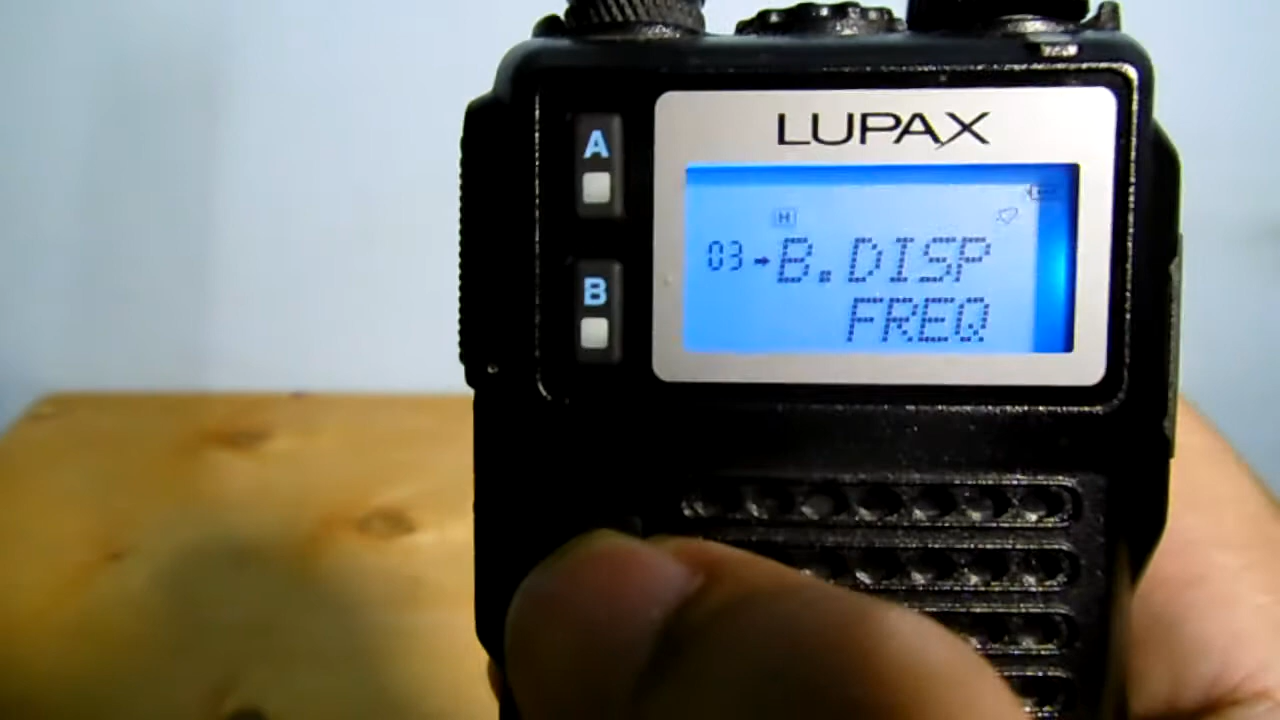 LUPAX
A
H
03 → B.DISP
B
FREQ